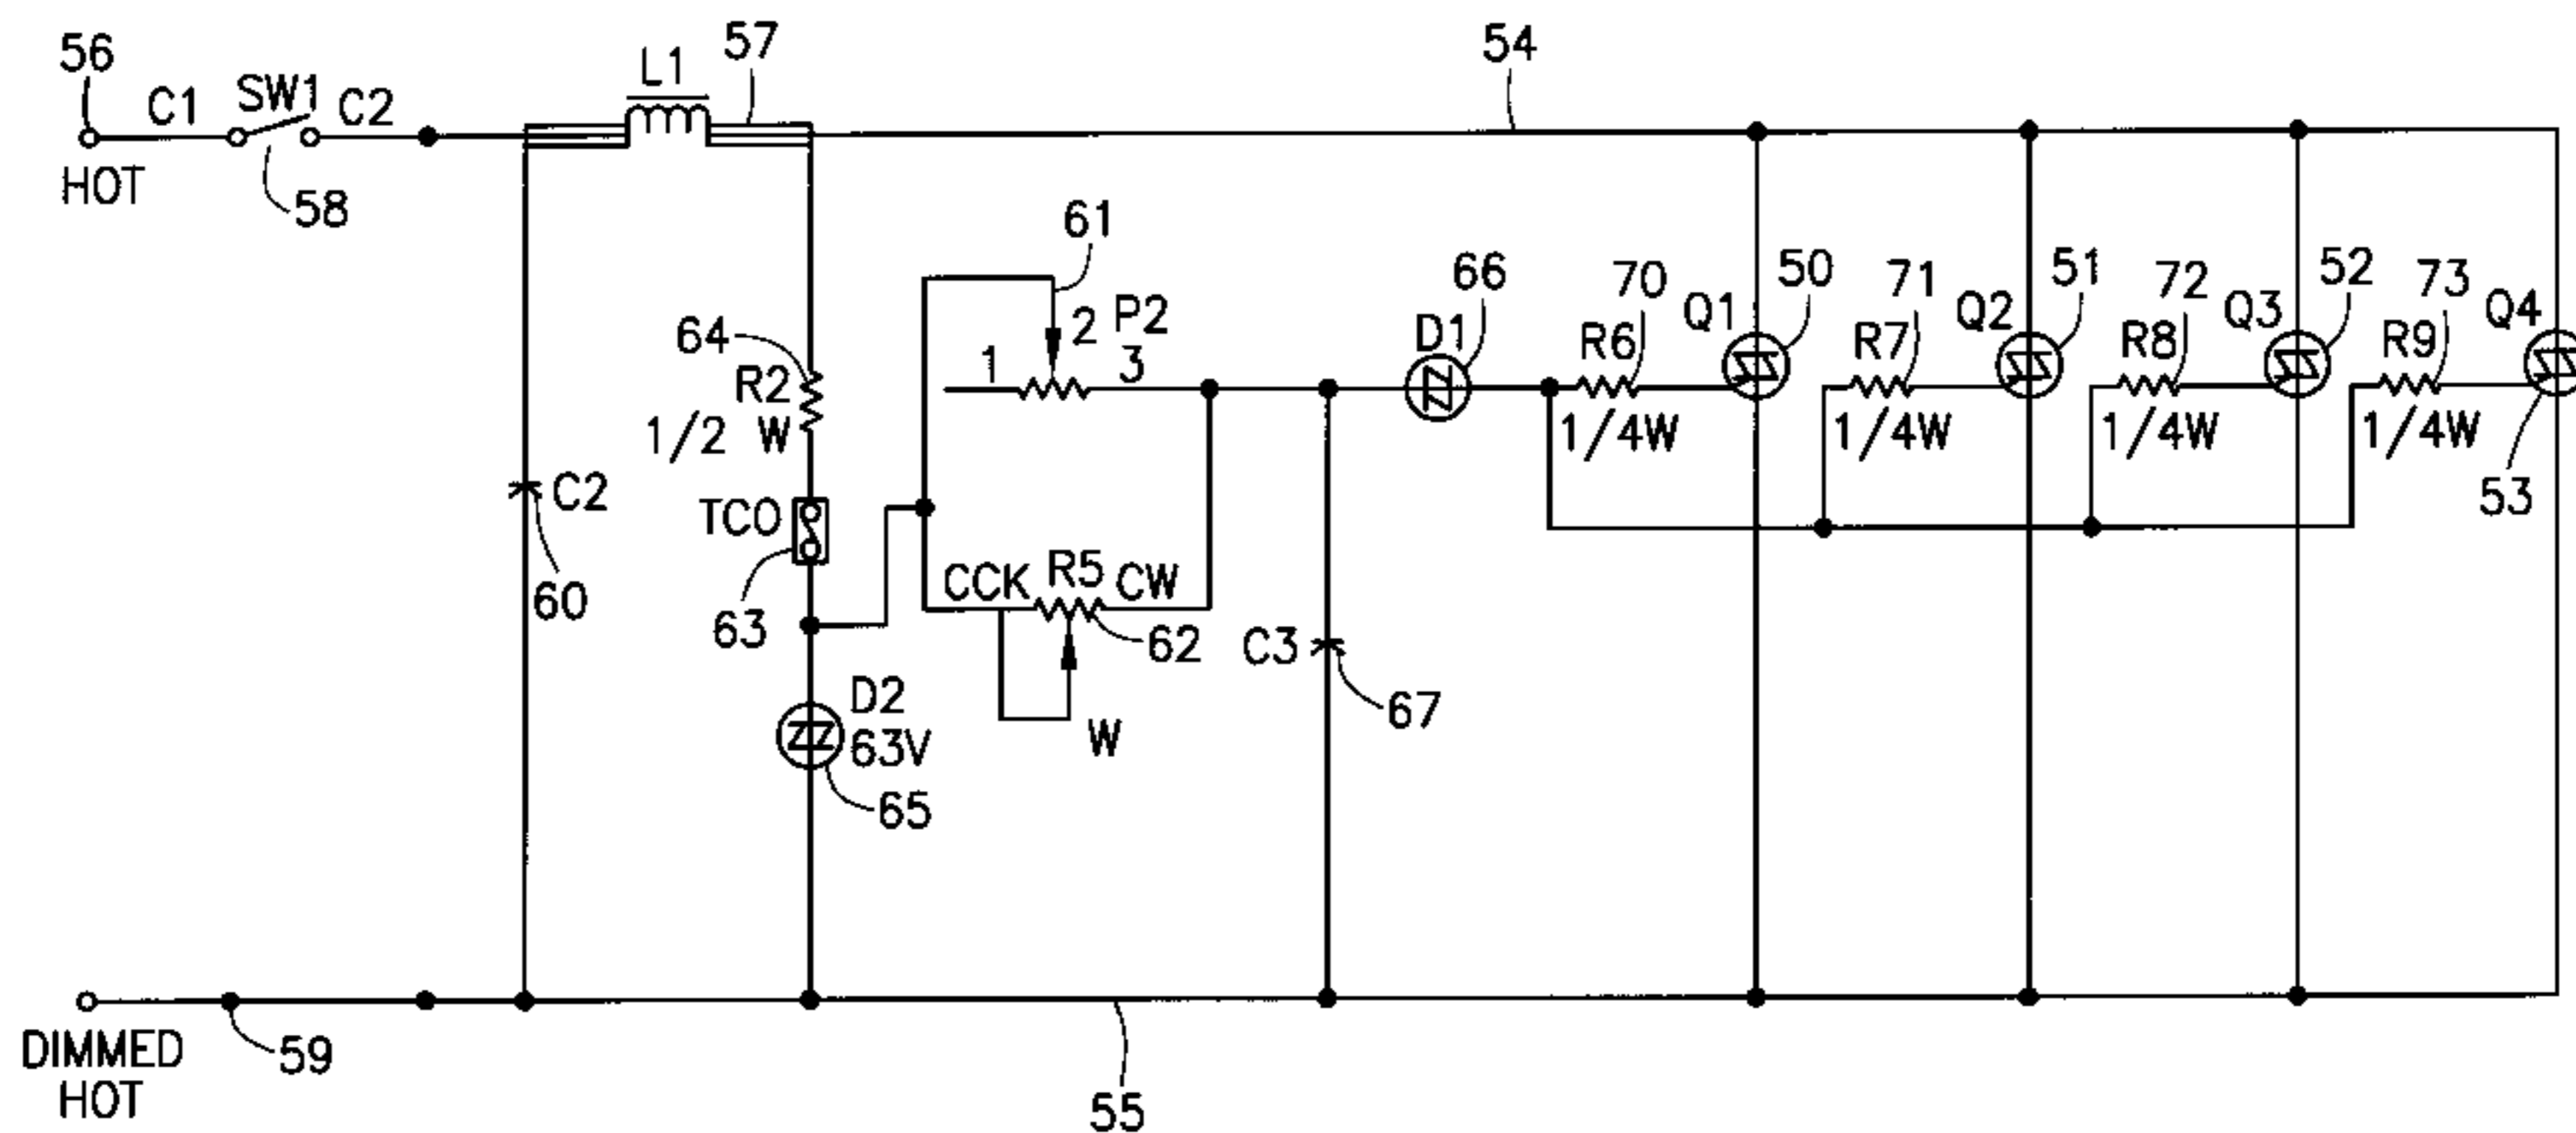 56
C1
SW1
C2
L1
57
54
HOT
58
61
64
R2
1/2 W
1
2
P2
3
66
D1
70
R6
1/4W
Q1
50
71
R7
1/4W
Q2
51
72
R8
1/4W
Q3
52
73
R9
1/4W
Q4
53
C2
60
TCO
63
CCK
R5
CW
62
W
C3
67
D2
63V
65
DIMMED
HOT
59
55